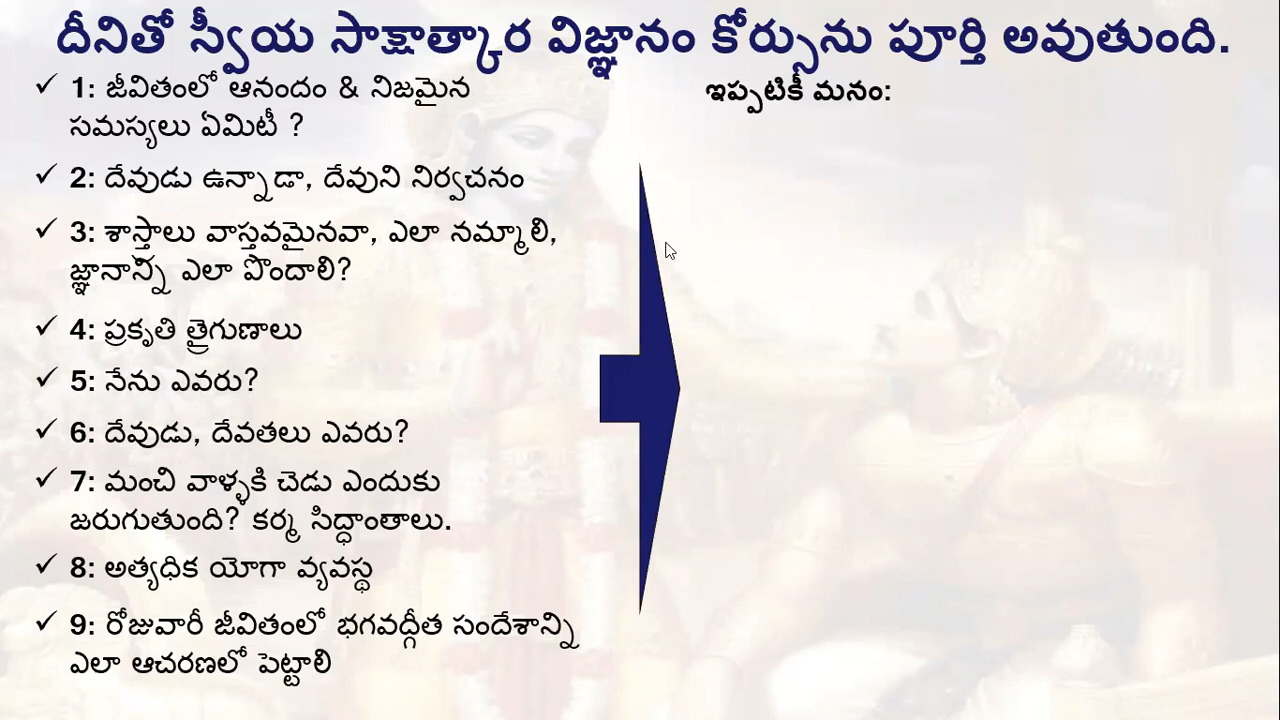 దీనితో స్వీయ సాక్షాత్కార విజ్ఞానం కోర్సును పూర్తి అవుతుంది.
1: జీవితంలో ఆనందం & నిజమైన
సమస్యలు ఏమిటీ ?
2: దేవుడు ఉన్నాడా, దేవుని నిర్వచనం
3: శాస్త్రాలు వాస్తవమైనవా, ఎలా నమ్మాలి,
జ్ఞానాన్ని ఎలా పొందాలి?
4: ప్రకృతి త్రైగుణాలు
5: నేను ఎవరు?
6: దేవుడు, దేవతలు ఎవరు?
7: మంచి వాళ్ళకి చెడు ఎందుకు
జరుగుతుంది? కర్మ సిద్ధాంతాలు.
8: అత్యధిక యోగా వ్యవస్థ
9: రోజువారీ జీవితంలో భగవద్గీత సందేశాన్ని
ఎలా ఆచరణలో పెట్టాలి
ఇప్పటికీ మనం: